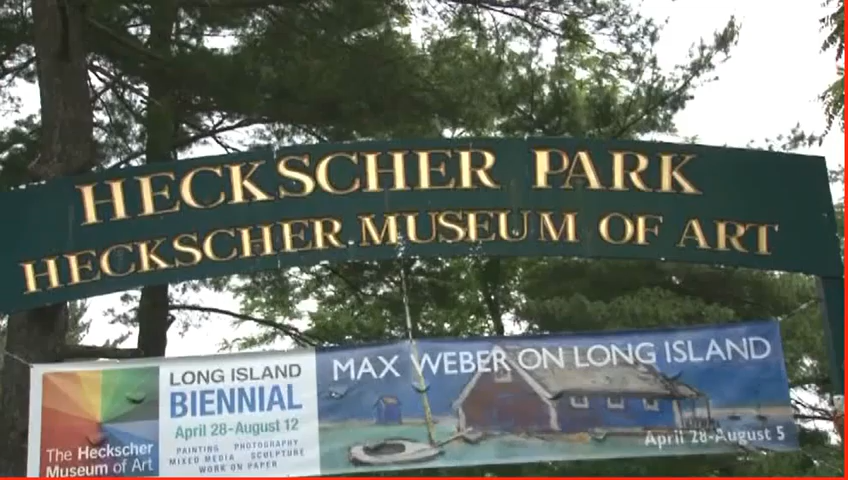 HECKSCHER PARK
HECKSCHER MUSEUM OF ART
The Heckscher
Museum of Art
LONG ISLAND
BIENNIAL
April 28-August 12
PAINTING PHOTOGRAPHY
MIXED MEDIA SCULPTURE
WORK ON PAPER
MAX WEBER ON LONG ISLAND
April 28-August 5